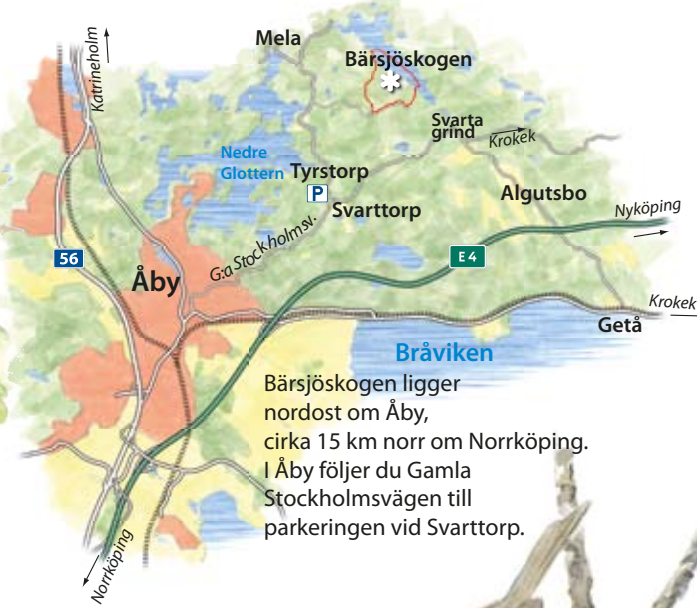 Katrineholm
Mela
Bärsjöskogen
Svarta
grind
Krokek
Nedre
Glottern
Tyrstorp
P
Svarttorp
Algutsbo
Nyköping
G:a Stockholmsv.
56
Åby
E 4
Krokek
Getå
Bråviken
Bärsjöskogen ligger
nordost om Åby,
cirka 15 km norr om Norrköping.
I Åby följer du Gamla
Stockholmsvägen till
parkeringen vid Svarttorp.
Norrköping